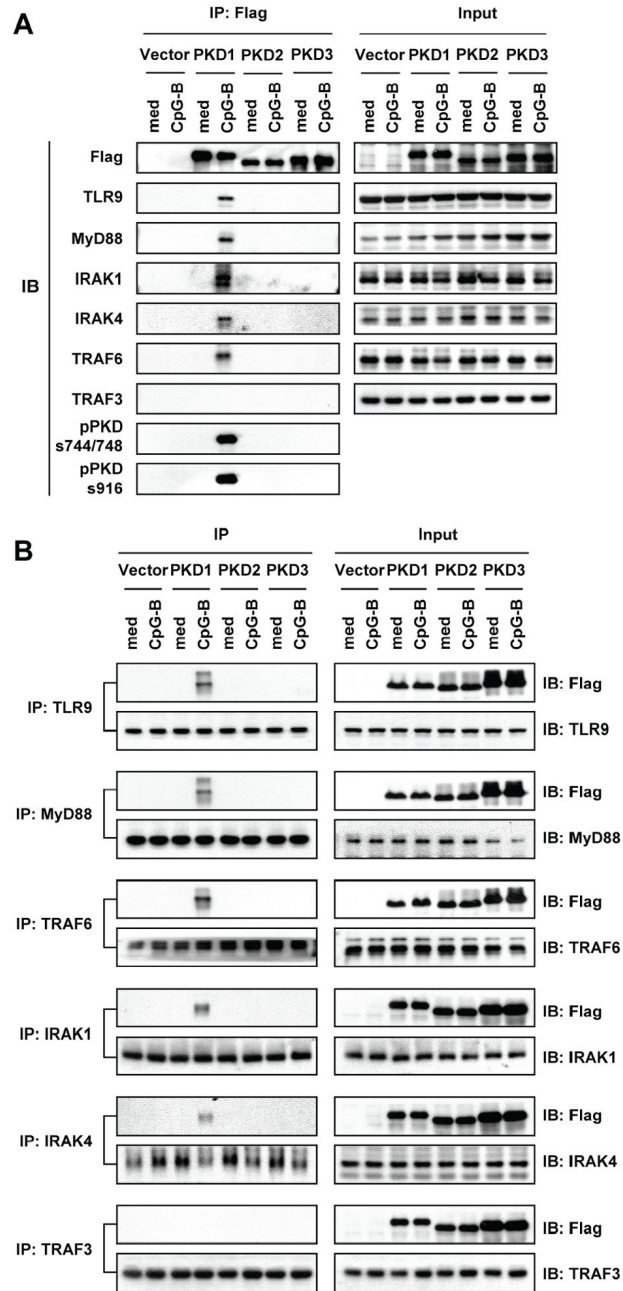 A
IP: Flag Input
Vector PKD1 PKD2 PKD3 Vector PKD1 PKD2 PKD3
med CpG-B med CpG-B med CpG-B med CpG-B med CpG-B med CpG-B med CpG-B med CpG-B
Flag
TLR9
MyD88
IB
IRAK1
IRAK4
TRAF6
TRAF3
pPKD
s744/748
pPKD
s916
B
IP Input
Vector PKD1 PKD2 PKD3 Vector PKD1 PKD2 PKD3
med CpG-B med CpG-B med CpG-B med CpG-B med CpG-B med CpG-B med CpG-B med CpG-B
IB: Flag
IP: TLR9
IB: TLR9
IB: Flag
IP: MyD88
IB: MyD88
IB: Flag
IP: TRAF6
IB: TRAF6
IB: Flag
IP: IRAK1
IB: IRAK1
IB: Flag
IP: IRAK4
IB: IRAK4
IB: Flag
IP: TRAF3
IB: TRAF3